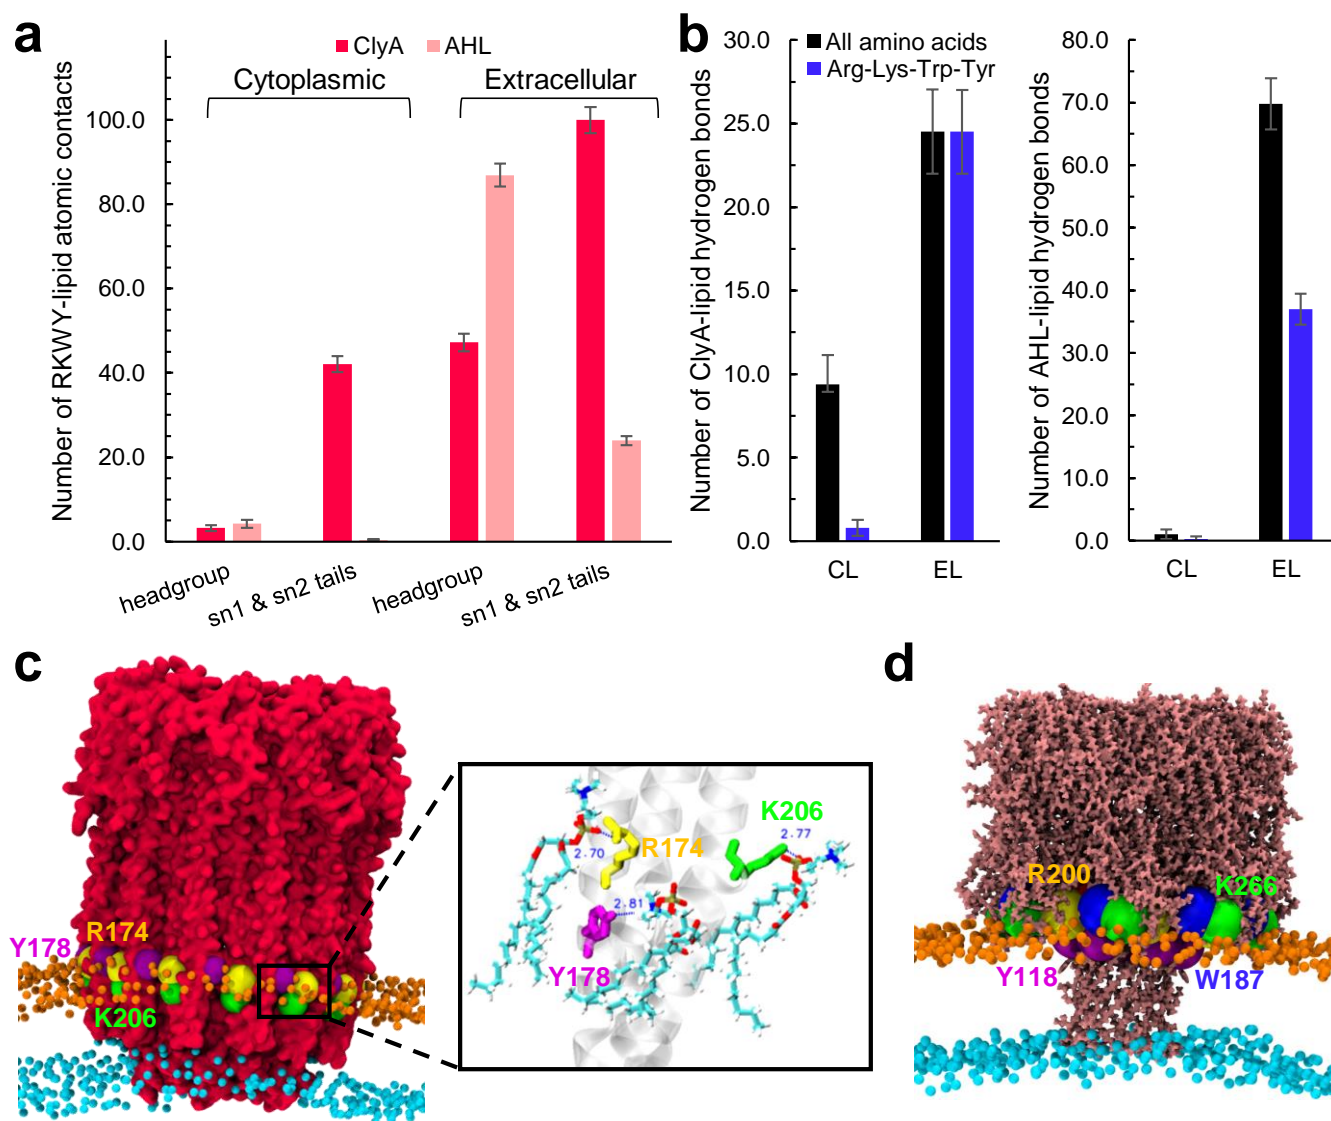 a
ClyA AHL
Cytoplasmic Extracellular
Number of RKWY-lipid atomic contacts
100.0
80.0
60.0
40.0
20.0
0.0
headgroup
sn1 & sn2 tails
headgroup
sn1 & sn2 tails
b
All amino acids
Arg-Lys-Trp-Tyr
Number of ClyA-lipid hydrogen bonds
30.0
25.0
20.0
15.0
10.0
5.0
0.0
CL EL
Number of AHL-lipid hydrogen bonds
80.0
70.0
60.0
50.0
40.0
30.0
20.0
10.0
0.0
CL EL
c
Y178
R174
K206
K206
2.77
2.70
R174
2.81
Y178
d
R200
K266
Y118
W187